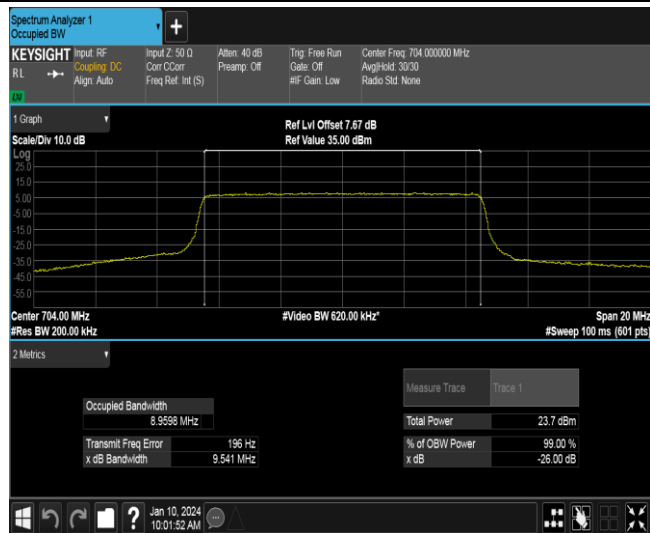 Spectrum Analyzer 1
Occupied BW
+
KEYSIGHT
RL
Input: RF
Coupling: DC
Align: Auto
Input Z: 50 Ω
Corr CCorr
Freq Ref: Int (S)
Atten: 40 dB
Preamp: Off
Trig: Free Run
Gate: Off
#IF Gain: Low
Center Freq: 704.000000 MHz
Avg|Hold: 30/30
Radio Std: None
1 Graph
Scale/Div 10.0 dB
Ref Lvl Offset 7.67 dB
Ref Value 35.00 dBm
Log
25.0
15.0
5.00
-5.00
-15.0
-25.0
-35.0
-45.0
-55.0
Center 704.00 MHz
#Res BW 200.00 kHz
#Video BW 620.00 kHz*
Span 20 MHz
#Sweep 100 ms (601 pts)
2 Metrics
Measure Trace Trace 1
Occupied Bandwidth
8.9598 MHz
Total Power 23.7 dBm
Transmit Freq Error 196 Hz
% of OBW Power 99.00 %
x dB Bandwidth 9.541 MHz
x dB -26.00 dB
?
Jan 10, 2024
10:01:52 AM